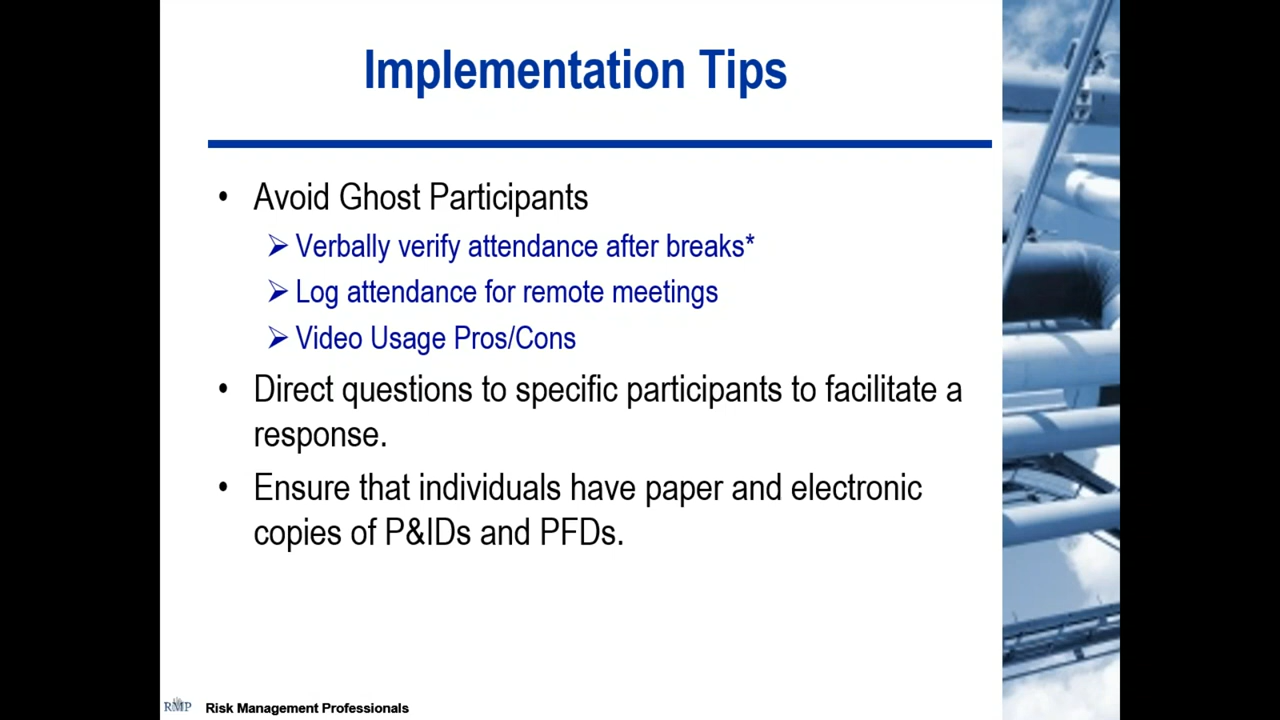 Implementation Tips
• Avoid Ghost Participants
➢ Verbally verify attendance after breaks*
➢ Log attendance for remote meetings
➢ Video Usage Pros/Cons
• Direct questions to specific participants to facilitate a
response.
• Ensure that individuals have paper and electronic
copies of P&IDs and PFDs.
RMP Risk Management Professionals